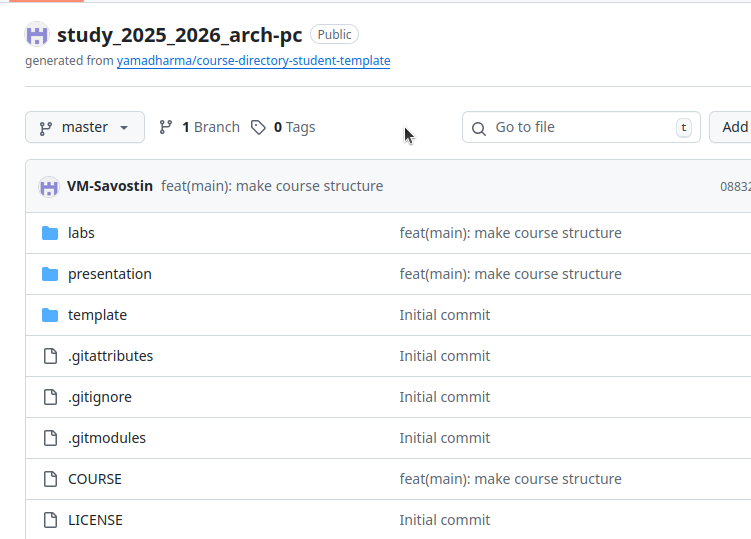 study_2025_2026_arch-pc Public
generated from yamadharma/course-directory-student-template
master 1 Branch 0 Tags Go to file t Add
VM-Savostin feat(main): make course structure 08832
labs feat(main): make course structure
presentation feat(main): make course structure
template Initial commit
.gitattributes Initial commit
.gitignore Initial commit
.gitmodules Initial commit
COURSE feat(main): make course structure
LICENSE Initial commit